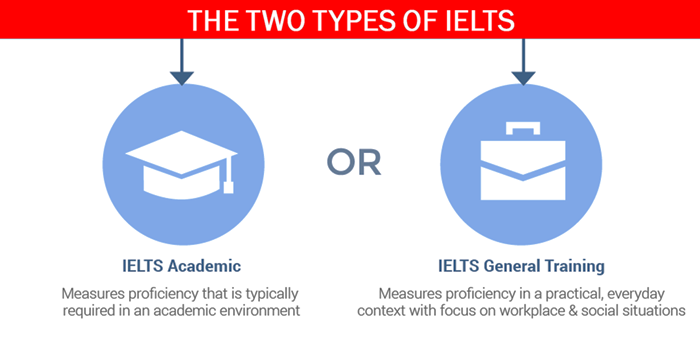 THE TWO TYPES OF IELTS
OR
IELTS Academic
Measures proficiency that is typically
required in an academic environment
IELTS General Training
Measures proficiency in a practical, everyday
context with focus on workplace & social situations